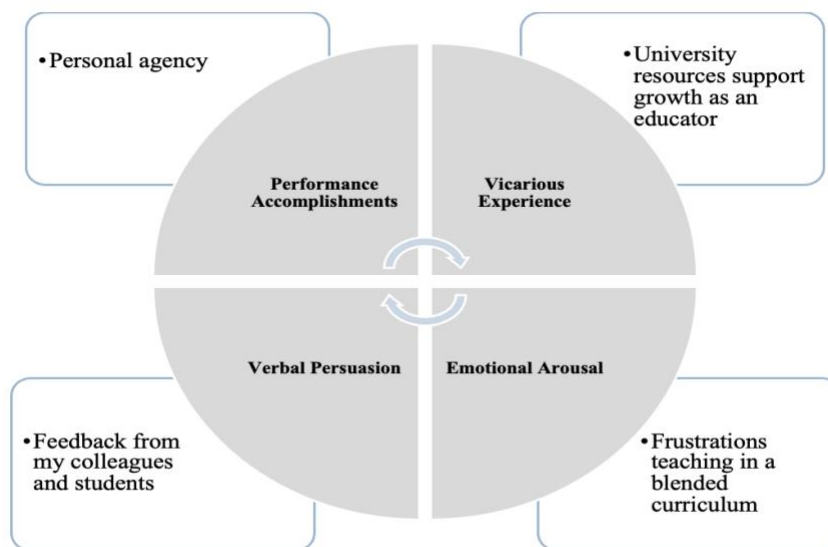 •Personal agency
•University
resources support
growth as an
educator
Performance
Accomplishments
Vicarious
Experience
Verbal Persuasion
Emotional Arousal
•Feedback from
my colleagues
and students
•Frustrations
teaching in a
blended
curriculum